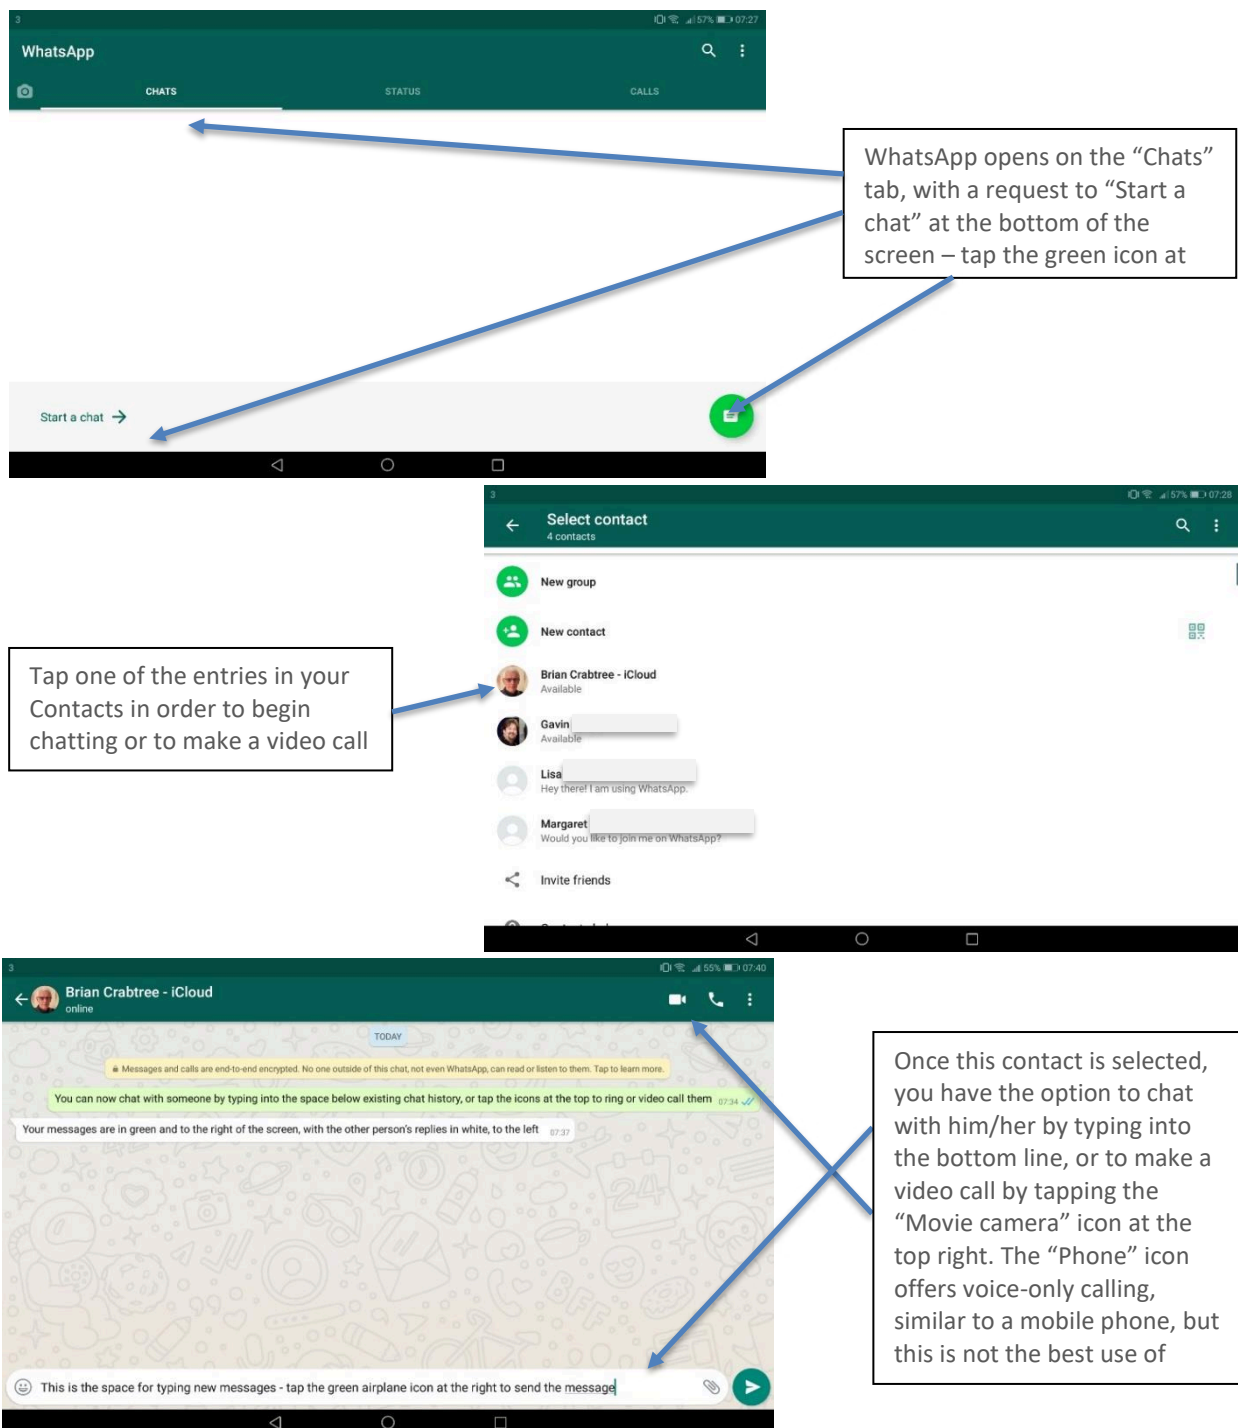 3 57% 07:27
WhatsApp
CHATS STATUS CALLS
WhatsApp opens on the “Chats”
tab, with a request to “Start a
chat” at the bottom of the
screen – tap the green icon at
Start a chat
3 57% 07:28
Select contact
4 contacts
New group
New contact
Tap one of the entries in your
Contacts in order to begin
chatting or to make a video call
Brian Crabtree - iCloud
Available
Gavin
Available
Lisa
Hey there! I am using WhatsApp.
Margaret
Would you like to join me on WhatsApp?
Invite friends
3 55% 07:40
Brian Crabtree - iCloud
online
TODAY
Messages and calls are end-to-end encrypted. No one outside of this chat, not even WhatsApp, can read or listen to them. Tap to learn more.
You can now chat with someone by typing into the space below existing chat history, or tap the icons at the top to ring or video call them 07:34
Your messages are in green and to the right of the screen, with the other person's replies in white, to the left 07:37
Once this contact is selected,
you have the option to chat
with him/her by typing into
the bottom line, or to make a
video call by tapping the
“Movie camera” icon at the
top right. The “Phone” icon
offers voice-only calling,
similar to a mobile phone, but
this is not the best use of
This is the space for typing new messages - tap the green airplane icon at the right to send the message